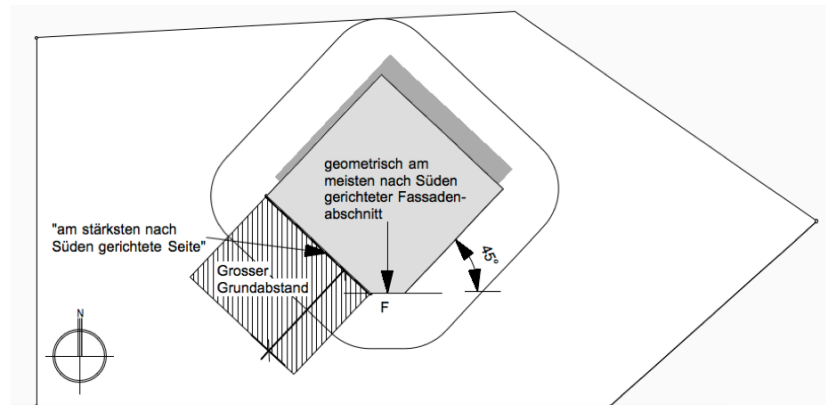 geometrisch am
meisten nach Süden
gerichteter Fassaden-
abschnitt
"am stärksten nach
Süden gerichtete Seite"
Grosser
Grundabstand
45°
F
N